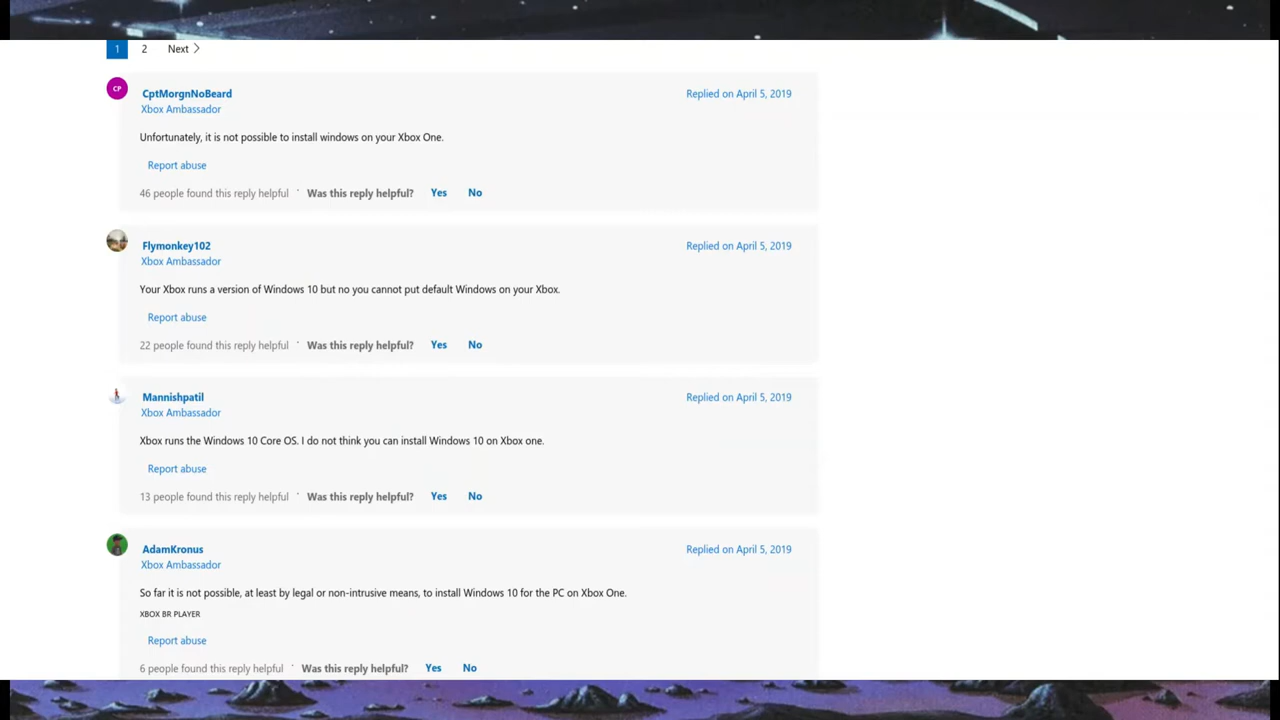 1 2 Next
CP
CptMorgnNoBeard Replied on April 5, 2019
Xbox Ambassador
Unfortunately, it is not possible to install windows on your Xbox One.
Report abuse
46 people found this reply helpful · Was this reply helpful? Yes No
Flymonkey102 Replied on April 5, 2019
Xbox Ambassador
Your Xbox runs a version of Windows 10 but no you cannot put default Windows on your Xbox.
Report abuse
22 people found this reply helpful · Was this reply helpful? Yes No
Mannishpatil Replied on April 5, 2019
Xbox Ambassador
Xbox runs the Windows 10 Core OS. I do not think you can install Windows 10 on Xbox one.
Report abuse
13 people found this reply helpful · Was this reply helpful? Yes No
AdamKronus Replied on April 5, 2019
Xbox Ambassador
So far it is not possible, at least by legal or non-intrusive means, to install Windows 10 for the PC on Xbox One.
XBOX BR PLAYER
Report abuse
6 people found this reply helpful · Was this reply helpful? Yes No